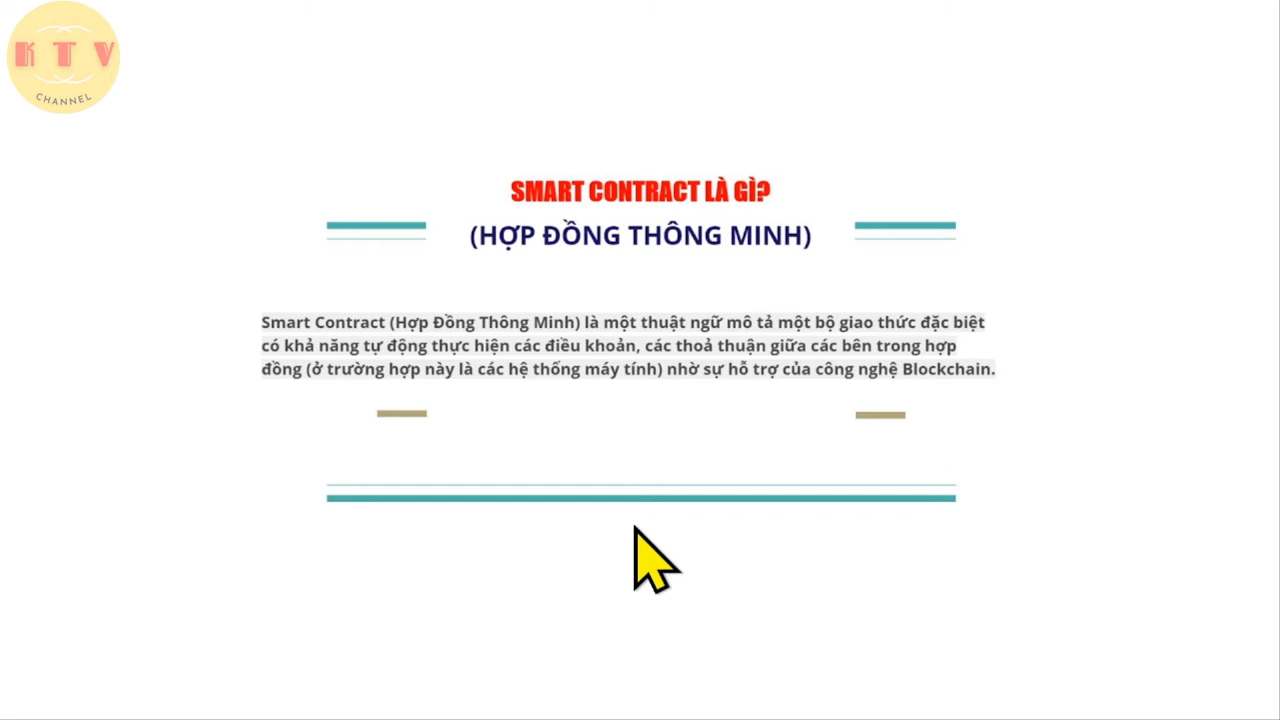 KTV
CHANNEL
SMART CONTRACT LÀ GÌ?
(HỢP ĐỒNG THÔNG MINH)
Smart Contract (Hợp Đồng Thông Minh) là một thuật ngữ mô tả một bộ giao thức đặc biệt
có khả năng tự động thực hiện các điều khoản, các thoả thuận giữa các bên trong hợp
đồng (ở trường hợp này là các hệ thống máy tính) nhờ sự hỗ trợ của công nghệ Blockchain.